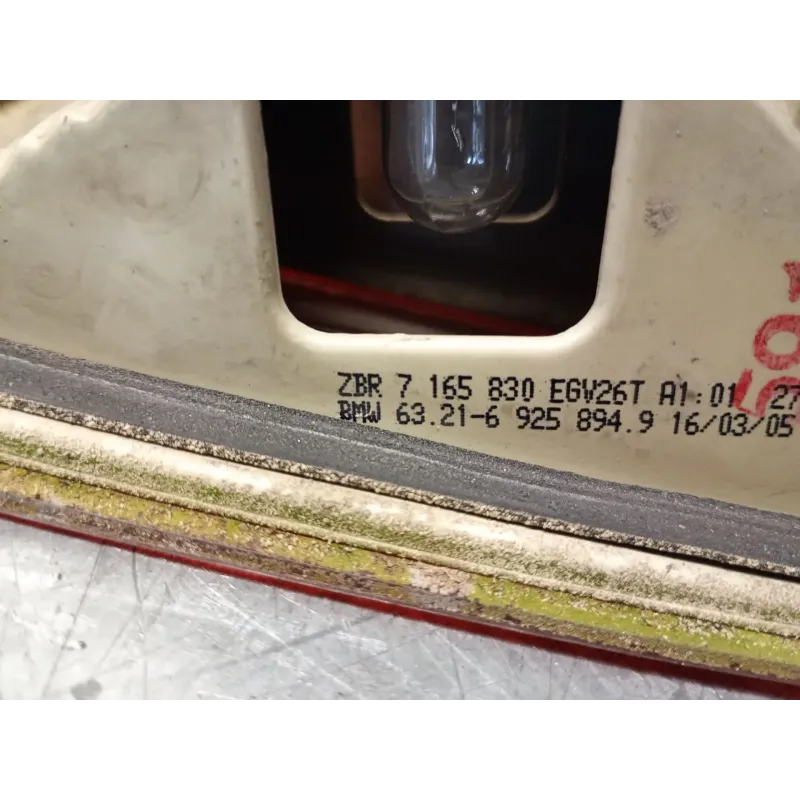 ZBR 7 165 830 EGV26T A1:01 27
BMW 63.21-6 925 894.9 16/03/05